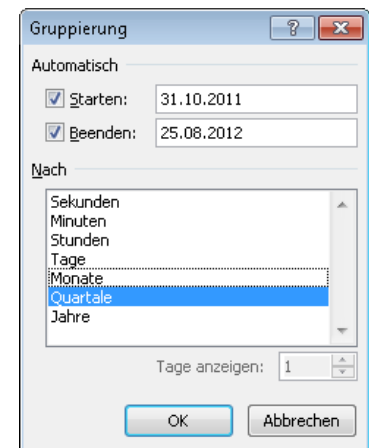 Gruppierung
Automatisch
Starten: 31.10.2011
Beenden: 25.08.2012
Nach
Sekunden
Minuten
Stunden
Tage
Monate
Quartale
Jahre
Tage anzeigen: 1
OK Abbrechen